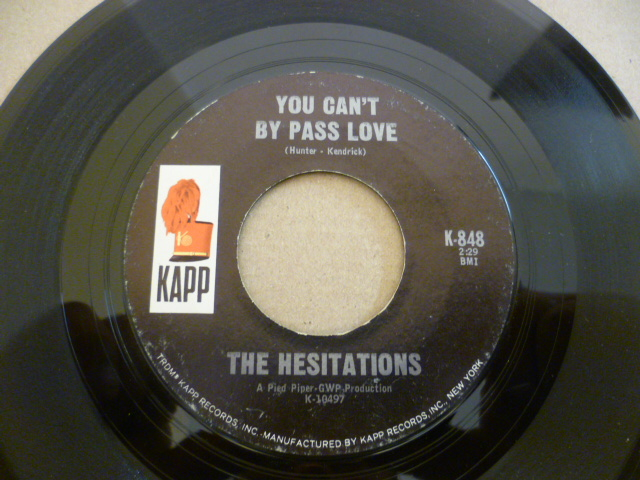 YOU CAN'T
BY PASS LOVE
(Hunter - Kendrick)
KAPP
K-848
2:29
BMI
THE HESITATIONS
A Pied Piper-GWP-Production
K-10497
TRDMK KAPP RECORDS, INC. MANUFACTURED BY KAPP RECORDS, INC., NEW YORK